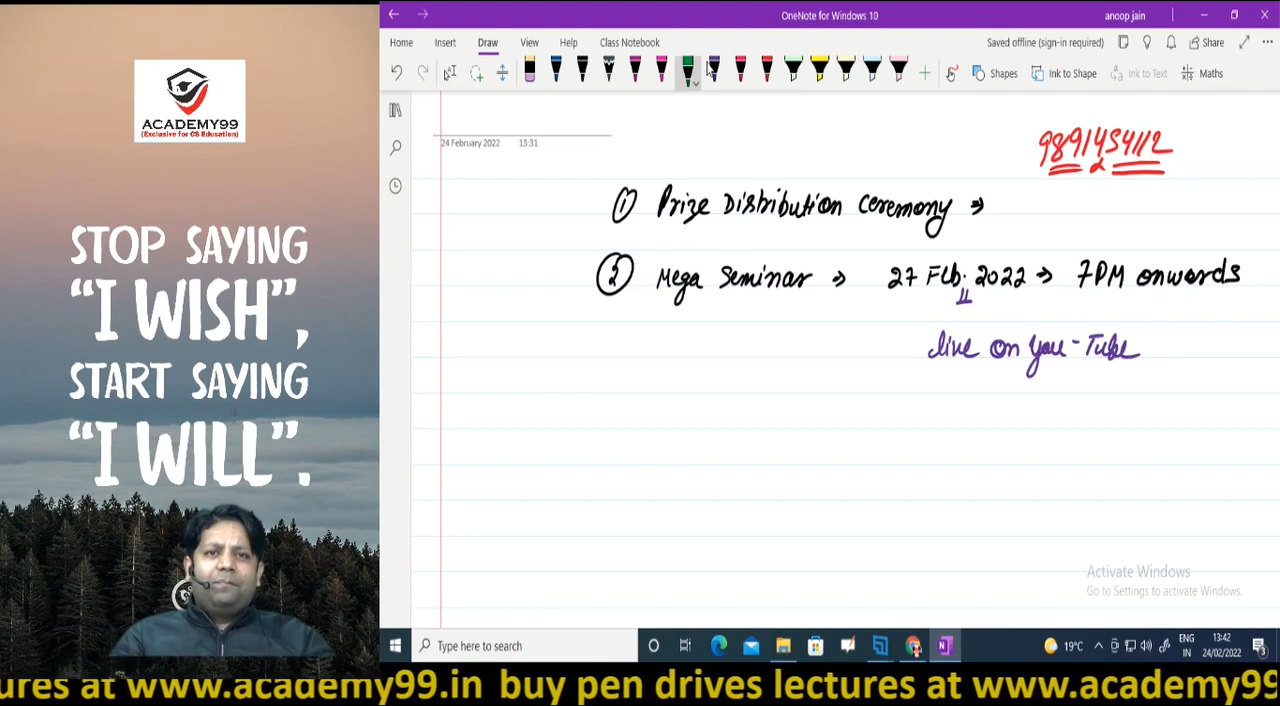 ACADEMY99
(Exclusive for CS Education)
STOP SAYING
"I WISH",
START SAYING
"I WILL".
OneNote for Windows 10
anoop jain
Home Insert Draw View Help Class Notebook
Saved offline (sign-in required) Share
Shapes Ink to Shape Ink to Text Maths
24 February 2022 13:31
9891454112
① Prize Distribution Ceremony ⇒
② Mega Seminar ⇒ 27 Feb. 2022 ⇒ 7PM onwards
live on You-Tube
Activate Windows
Go to Settings to activate Windows.
Type here to search
19°C
ENG
IN
13:42
24/02/2022
3
ures at www.academy99.in buy pen drives lectures at www.academy99